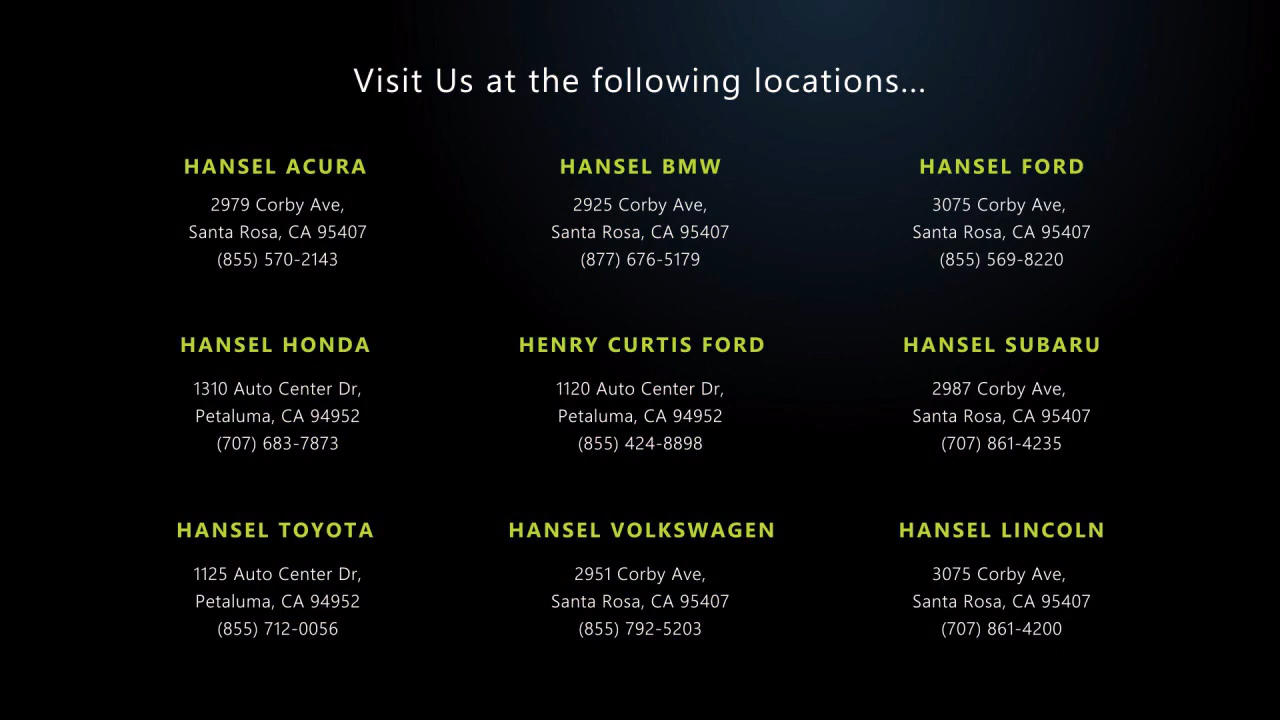 Visit Us at the following locations...
HANSEL ACURA
2979 Corby Ave,
Santa Rosa, CA 95407
(855) 570-2143
HANSEL BMW
2925 Corby Ave,
Santa Rosa, CA 95407
(877) 676-5179
HANSEL FORD
3075 Corby Ave,
Santa Rosa, CA 95407
(855) 569-8220
HANSEL HONDA
1310 Auto Center Dr,
Petaluma, CA 94952
(707) 683-7873
HENRY CURTIS FORD
1120 Auto Center Dr,
Petaluma, CA 94952
(855) 424-8898
HANSEL SUBARU
2987 Corby Ave,
Santa Rosa, CA 95407
(707) 861-4235
HANSEL TOYOTA
1125 Auto Center Dr,
Petaluma, CA 94952
(855) 712-0056
HANSEL VOLKSWAGEN
2951 Corby Ave,
Santa Rosa, CA 95407
(855) 792-5203
HANSEL LINCOLN
3075 Corby Ave,
Santa Rosa, CA 95407
(707) 861-4200